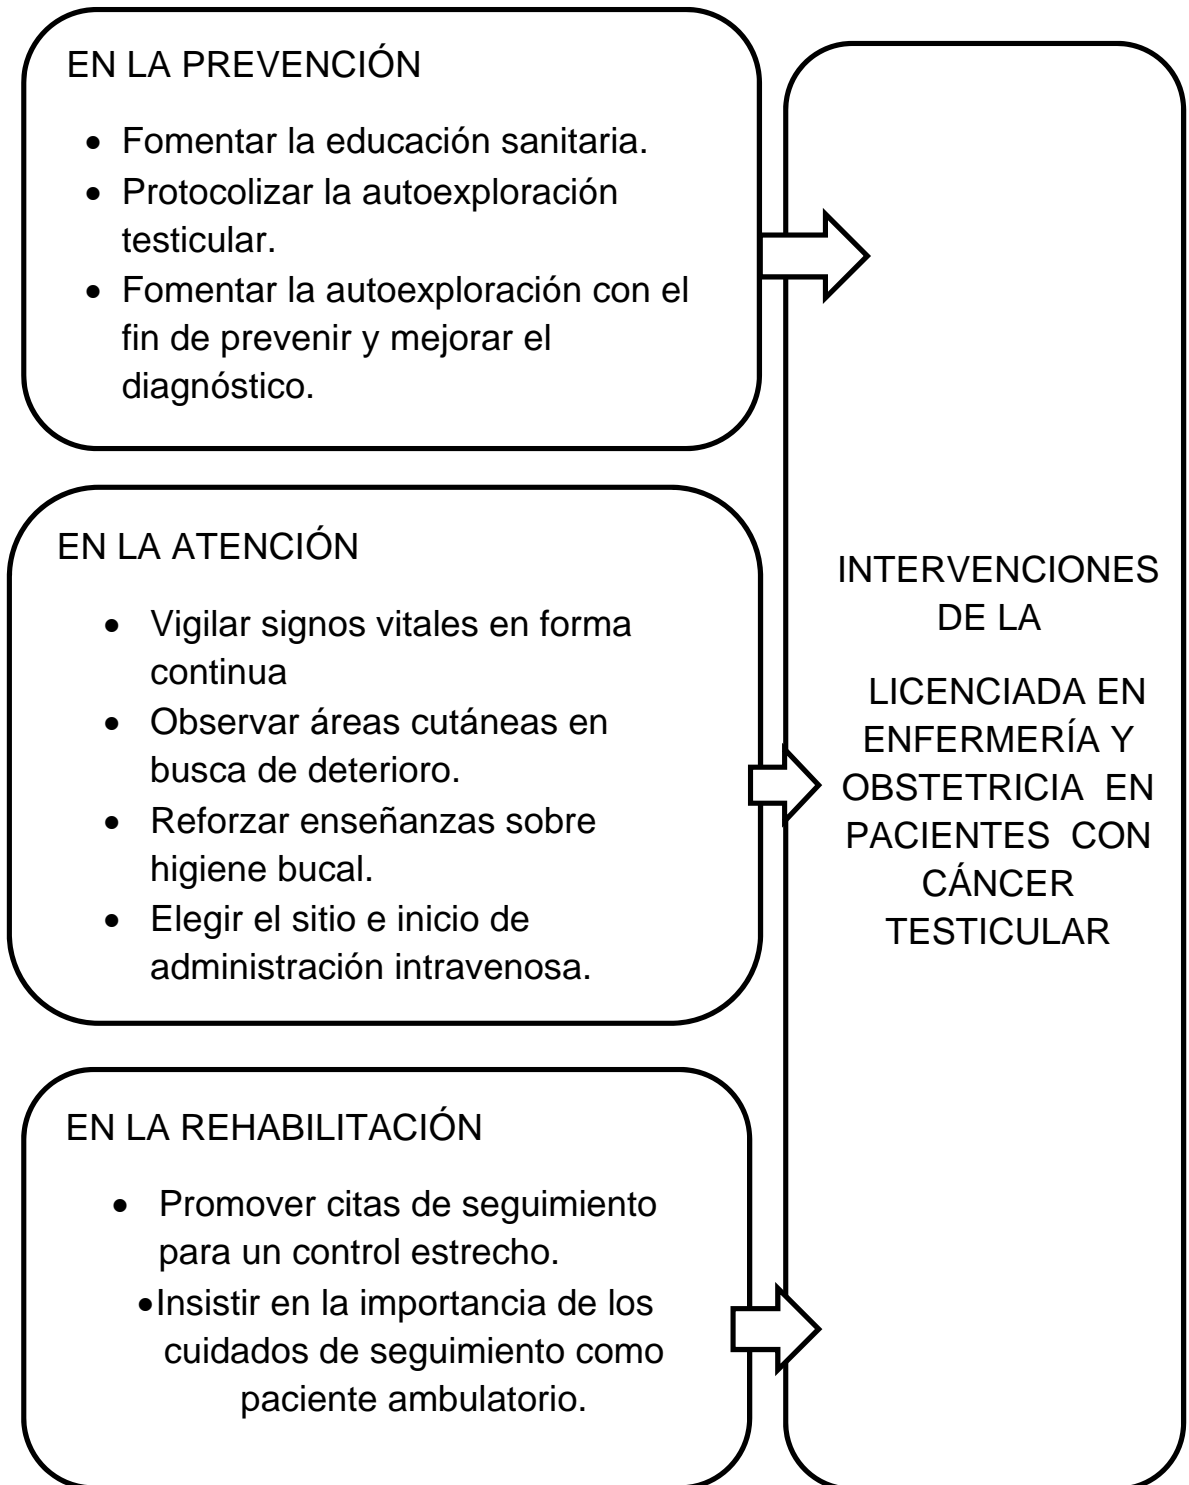 EN LA PREVENCIÓN
• Fomentar la educación sanitaria.
• Protocolizar la autoexploración
testicular.
• Fomentar la autoexploración con el
fin de prevenir y mejorar el
diagnóstico.
EN LA ATENCIÓN
• Vigilar signos vitales en forma
continua
• Observar áreas cutáneas en
busca de deterioro.
• Reforzar enseñanzas sobre
higiene bucal.
• Elegir el sitio e inicio de
administración intravenosa.
EN LA REHABILITACIÓN
• Promover citas de seguimiento
para un control estrecho.
•Insistir en la importancia de los
cuidados de seguimiento como
paciente ambulatorio.
INTERVENCIONES
DE LA
LICENCIADA EN
ENFERMERÍA Y
OBSTETRICIA EN
PACIENTES CON
CÁNCER
TESTICULAR